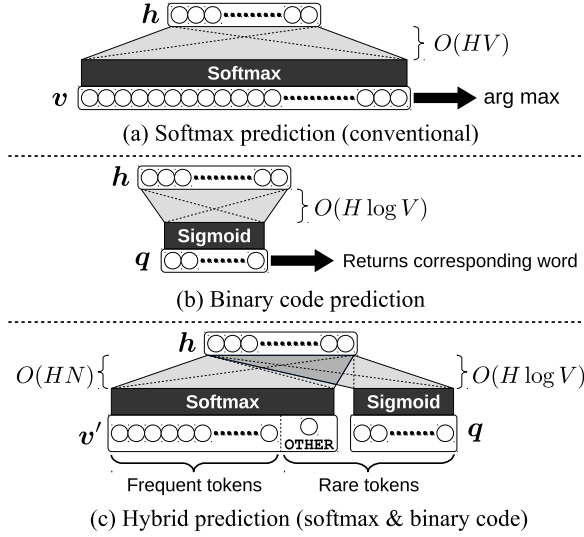 h
O(HV)
Softmax
v
arg max
(a) Softmax prediction (conventional)
h
O(H log V)
Sigmoid
q
Returns corresponding word
(b) Binary code prediction
h
O(HN)
O(H log V)
Softmax
Sigmoid
v′
OTHER
q
Frequent tokens
Rare tokens
(c) Hybrid prediction (softmax & binary code)